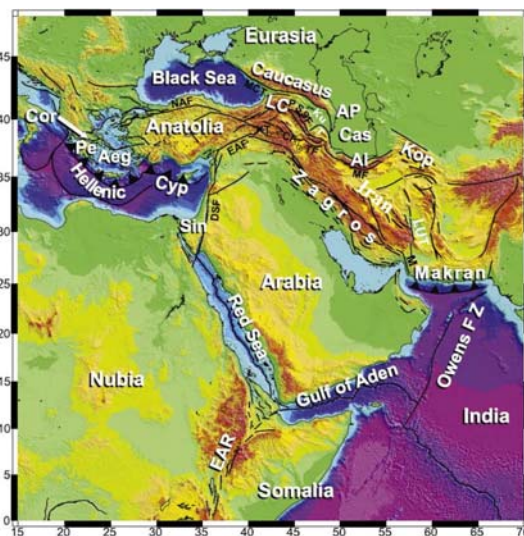 Eurasia
45
Black Sea
Caucasus
40
Cor
NAF
LC
AP
Anatolia
Cas
Pe
Aeg
EAF
Al
Kop
35
Hellenic
Cyp
MF
Iran
Zagros
DSF
LUT
30
Sin
25
Arabia
Makran
20
Red Sea
Owens F Z
15
Nubia
Gulf of Aden
India
10
EAR
5
Somalia
0
15 20 25 30 35 40 45 50 55 60 65 70